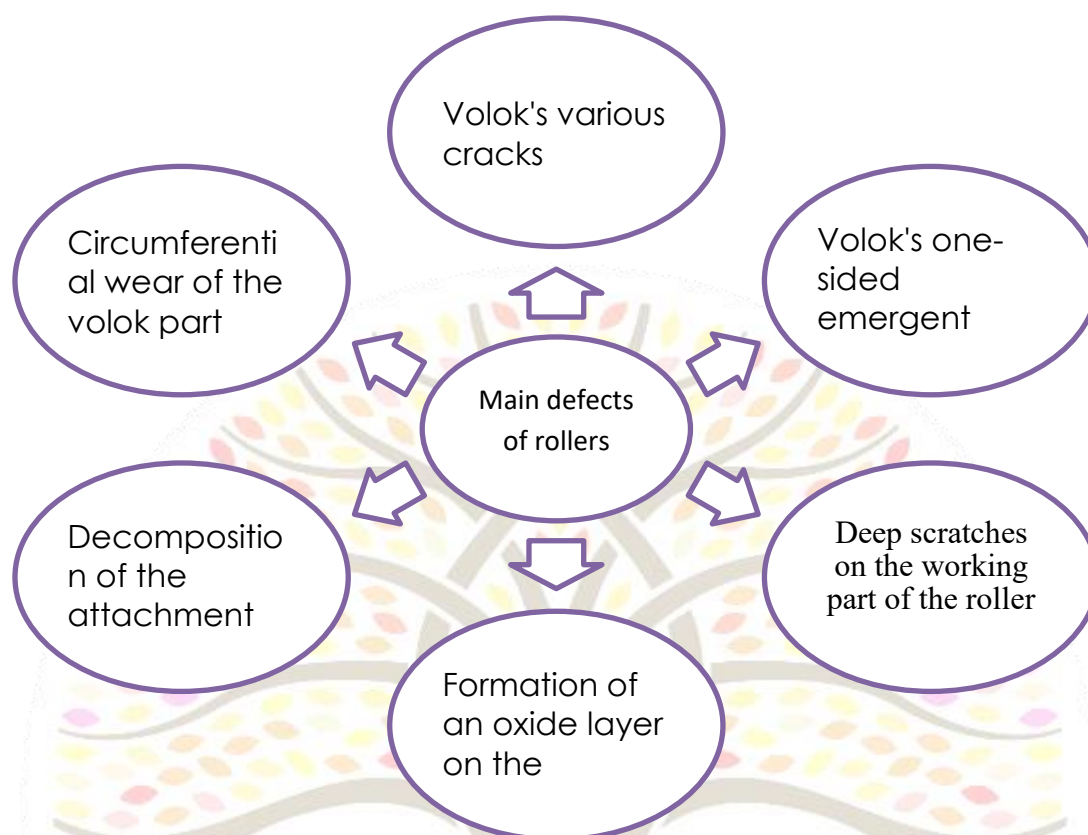 Volok's various
cracks
Circumferenti
al wear of the
volok part
Volok's one-
sided
emergent
Main defects
of rollers
Decompositio
n of the
attachment
Deep scratches
on the working
part of the roller
Formation of
an oxide layer
on the